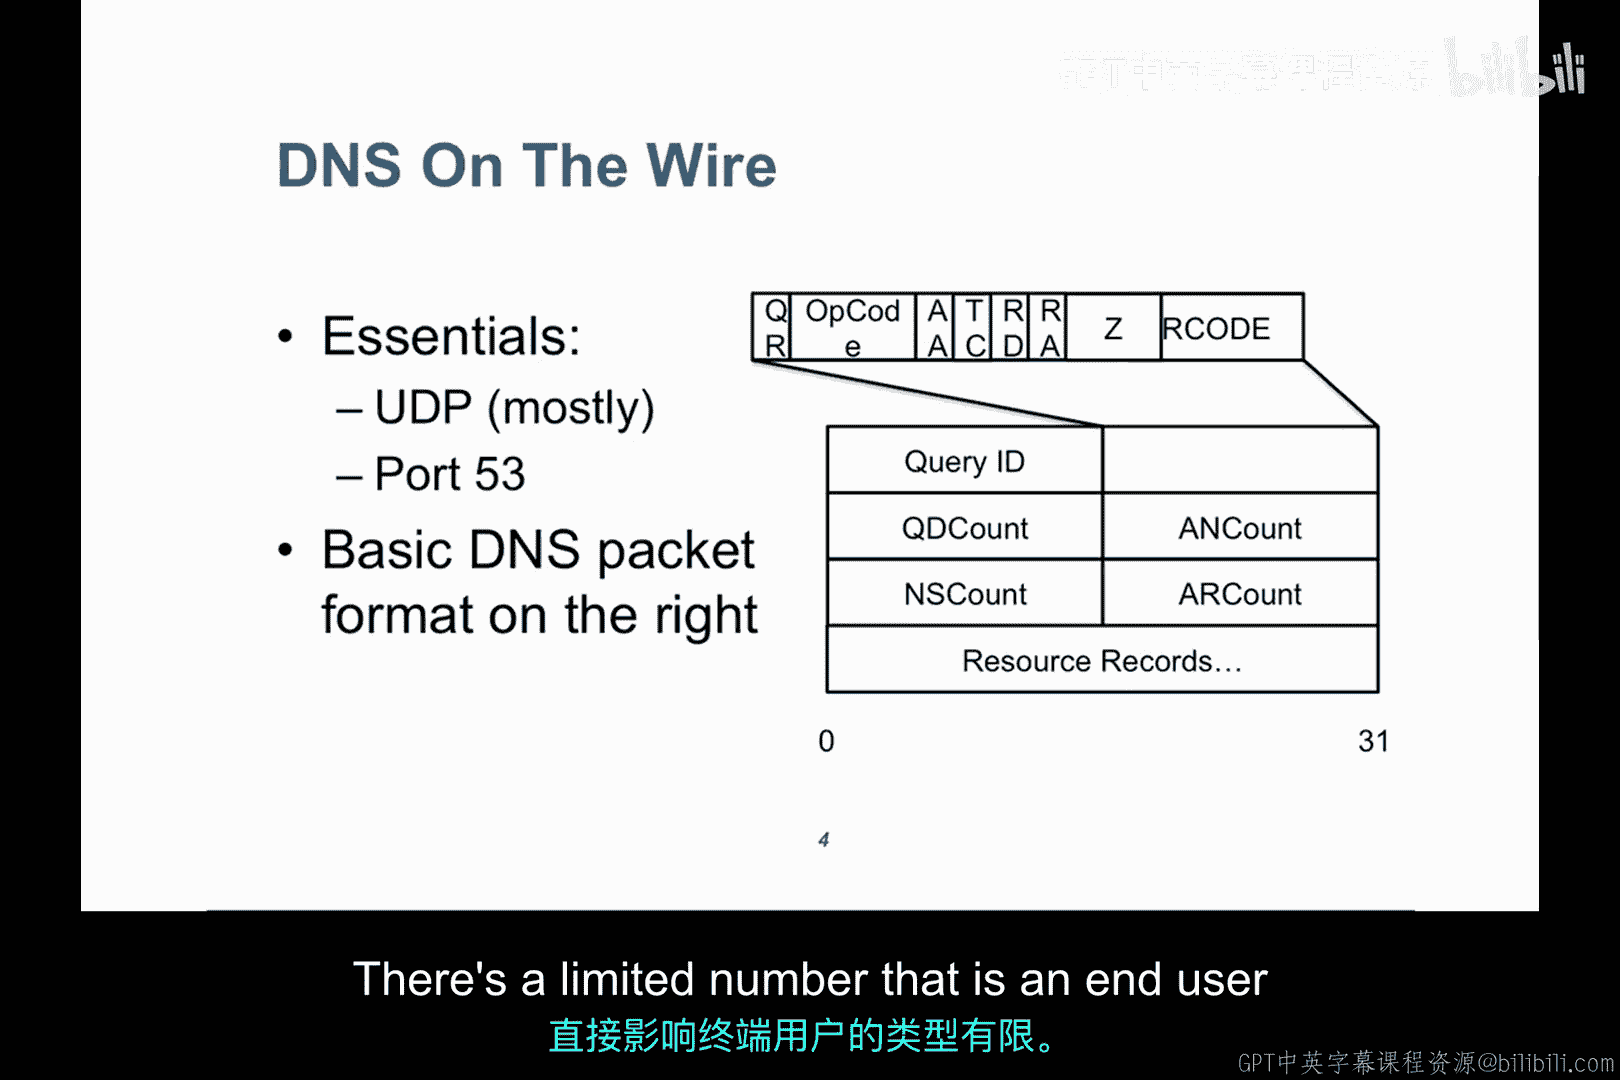 bilibili
DNS On The Wire
• Essentials:
– UDP (mostly)
– Port 53
• Basic DNS packet
format on the right
Q
R
OpCod
e
A
A
T
C
R
D
R
A
Z
RCODE
Query ID
QDCount
ANCount
NSCount
ARCount
Resource Records…
0
31
4
There's a limited number that is an end user
直接影响终端用户的类型有限。
GPT中英字幕课程资源@bilibili.com